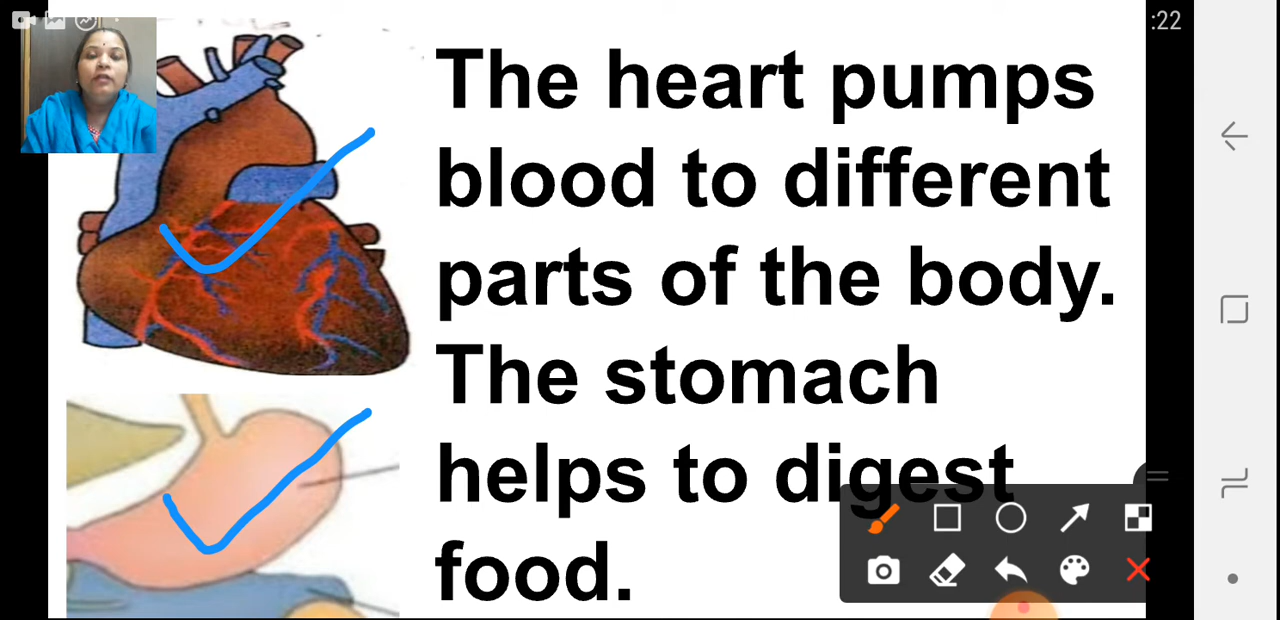 :22
The heart pumps
blood to different
parts of the body.
The stomach
helps to digest
food.